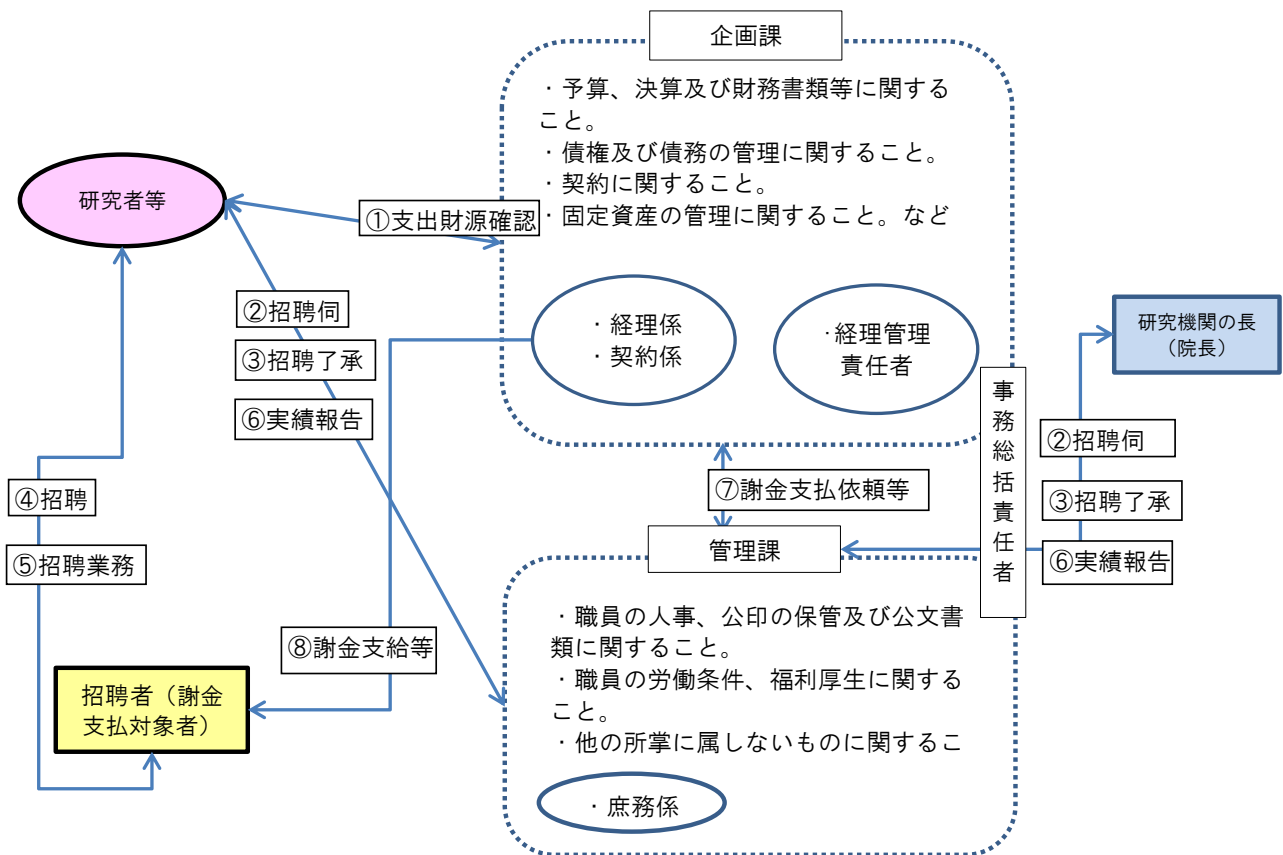 企画課
・予算、決算及び財務書類等に関する
こと。
・債権及び債務の管理に関すること。
・契約に関すること。
・固定資産の管理に関すること。など
研究者等
①支出財源確認
②招聘伺
③招聘了承
⑥実績報告
・経理係
・契約係
・経理管理
責任者
研究機関の長
（院長）
事務総括責任者
②招聘伺
③招聘了承
⑥実績報告
④招聘
⑤招聘業務
⑦謝金支払依頼等
管理課
・職員の人事、公印の保管及び公文書
類に関すること。
・職員の労働条件、福利厚生に関する
こと。
・他の所掌に属しないものに関するこ
・庶務係
⑧謝金支給等
招聘者（謝金
支払対象者）